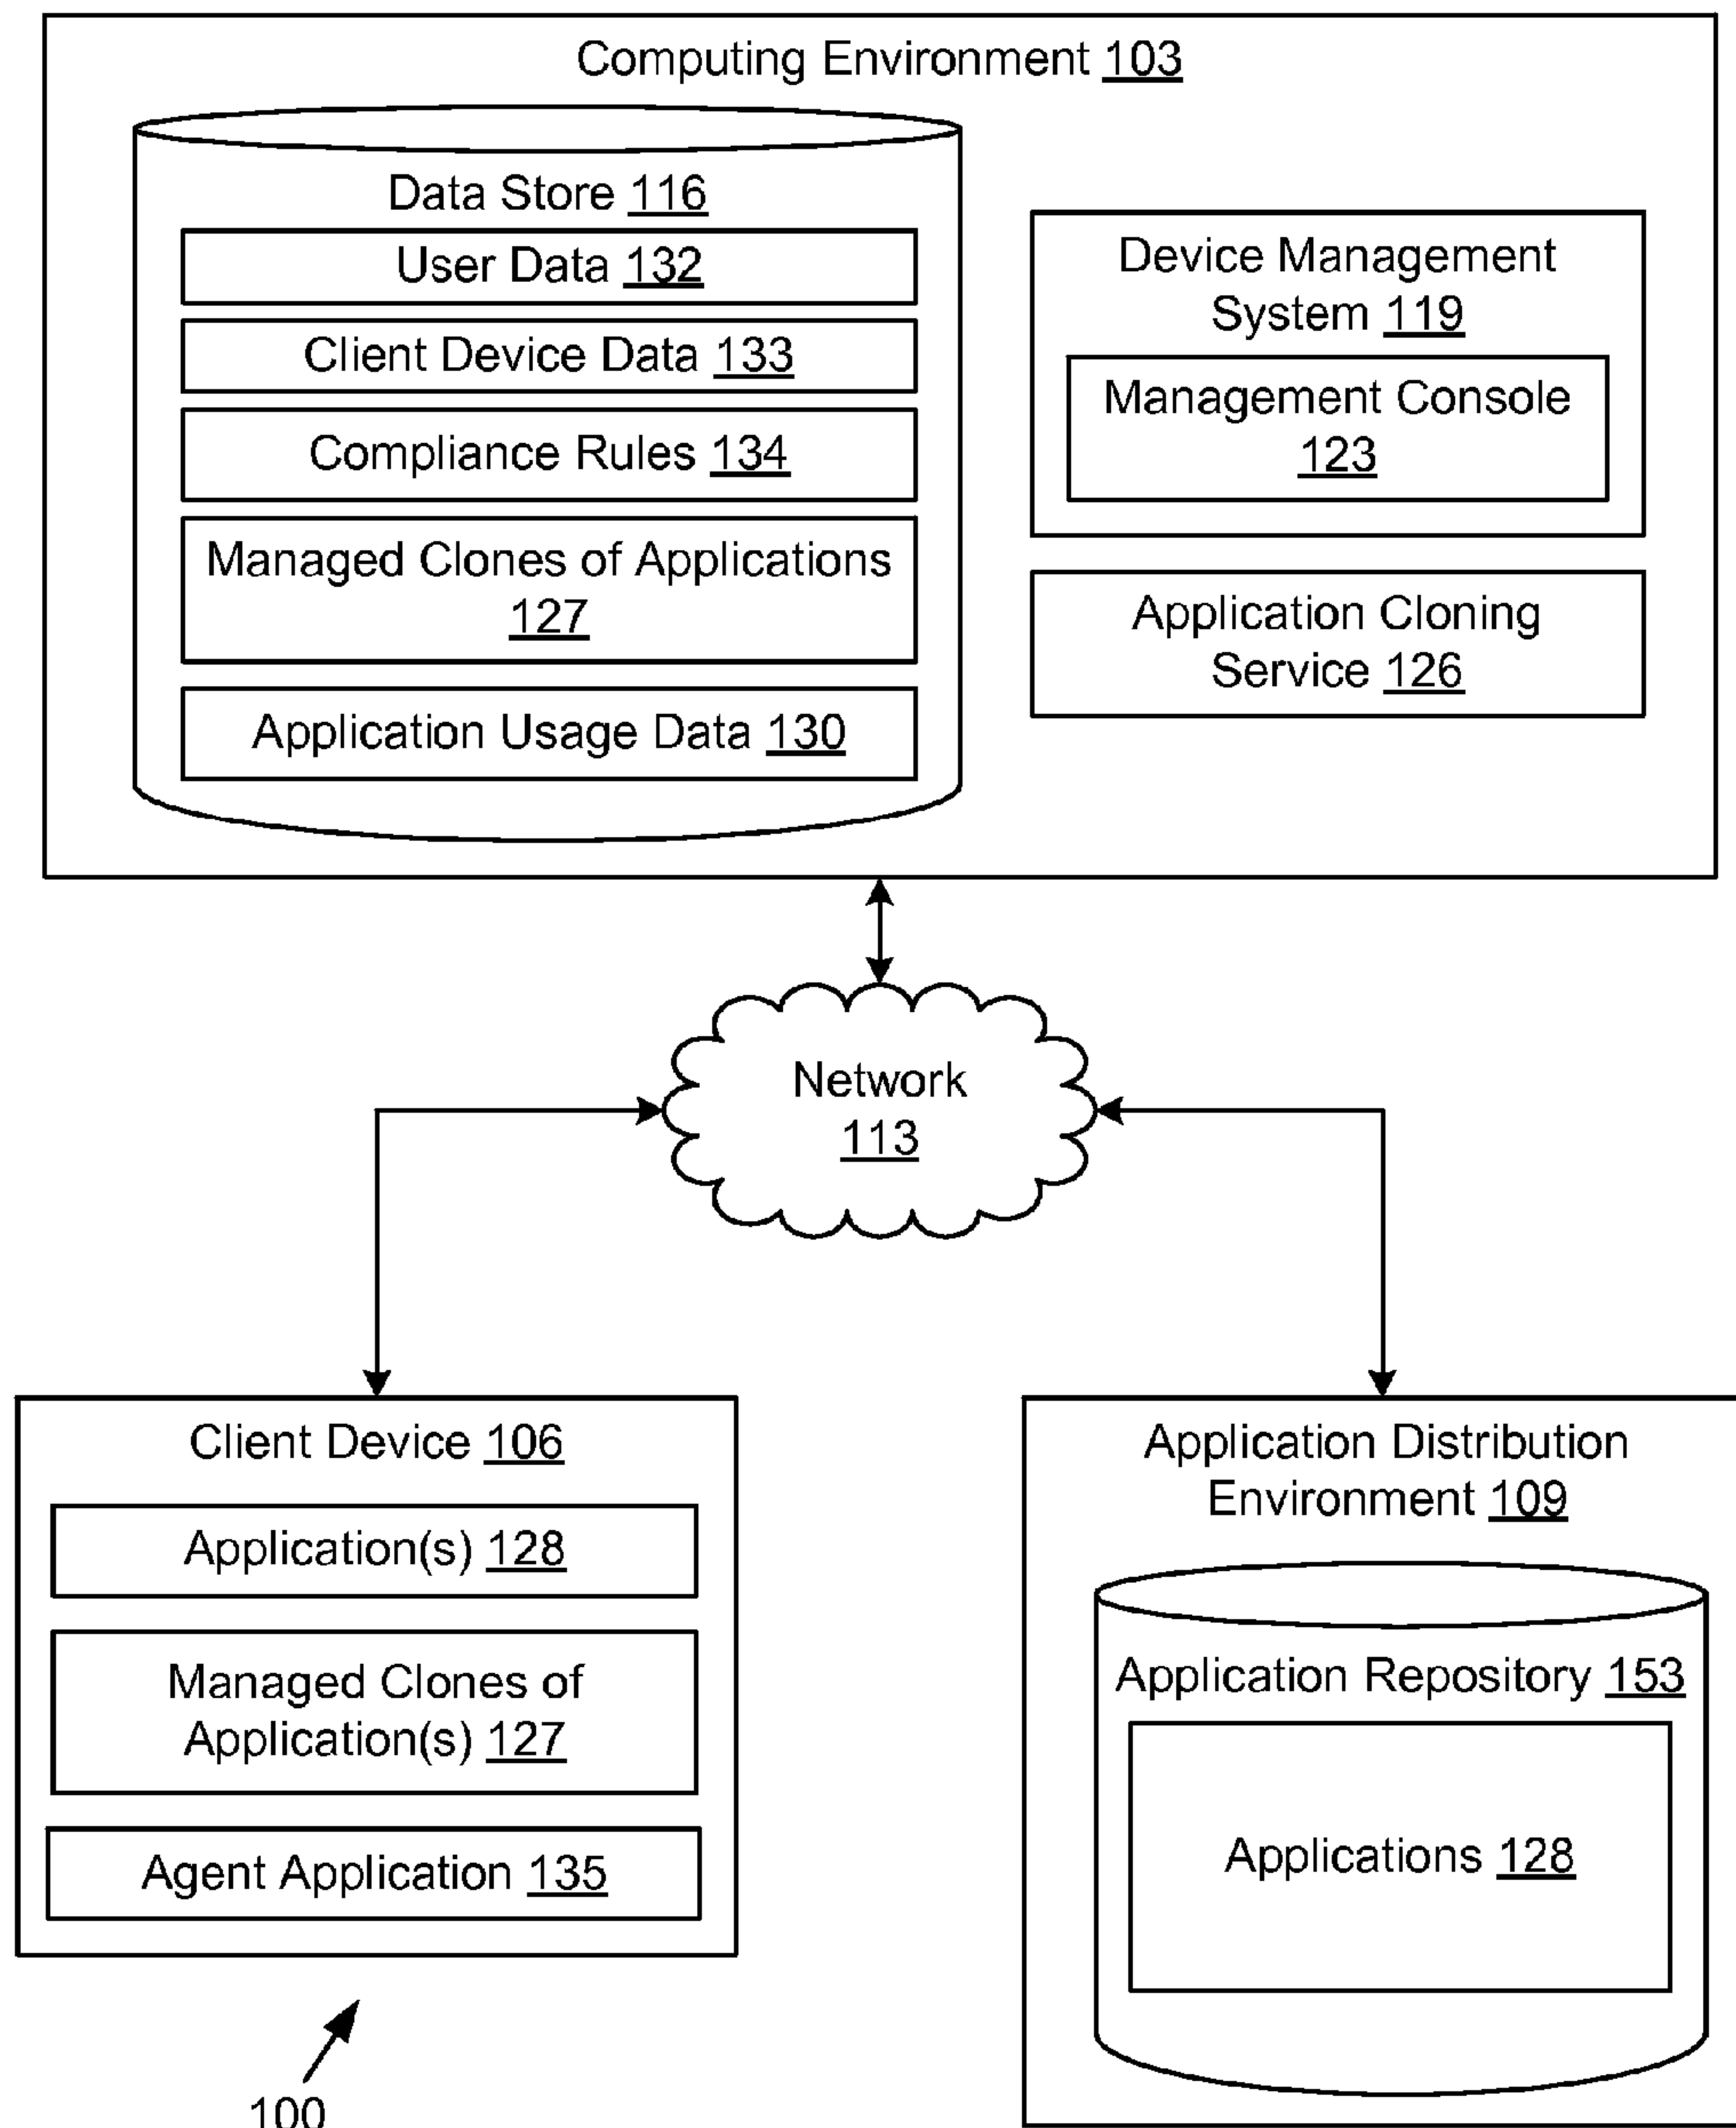 Computing Environment 103
Data Store 116
User Data 132
Client Device Data 133
Compliance Rules 134
Managed Clones of Applications
127
Application Usage Data 130
Device Management
System 119
Management Console
123
Application Cloning
Service 126
Network
113
Client Device 106
Application(s) 128
Managed Clones of
Application(s) 127
Agent Application 135
Application Distribution
Environment 109
Application Repository 153
Applications 128
100